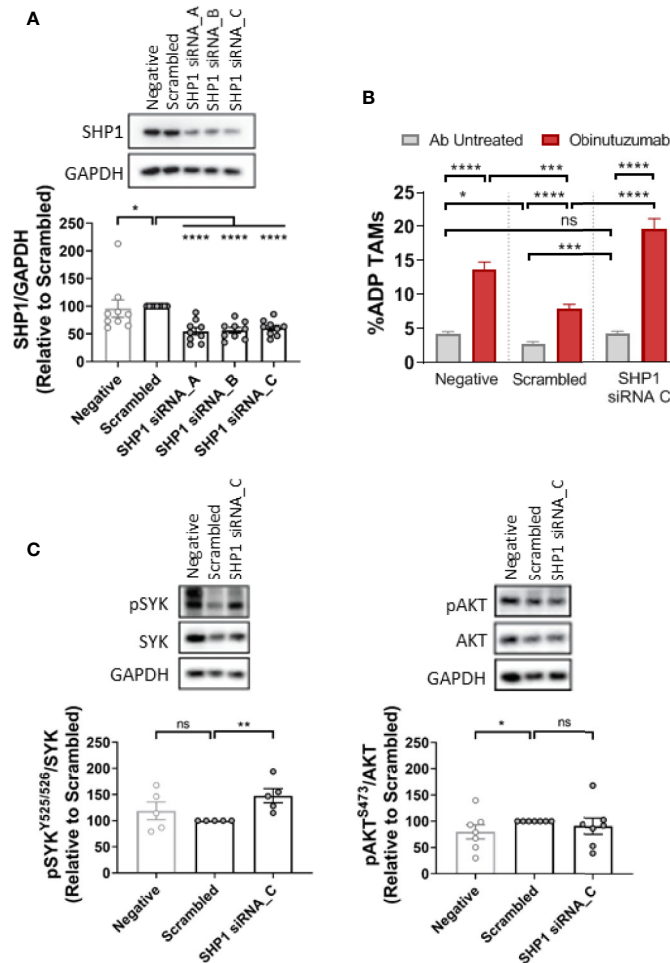 A
Negative
Scrambled
SHP1 siRNA_A
SHP1 siRNA_B
SHP1 siRNA_C
SHP1
GAPDH
*
**** **** ****
SHP1/GAPDH
(Relative to Scrambled)
250
200
150
100
50
0
Negative
Scrambled
SHP1 siRNA_A
SHP1 siRNA_B
SHP1 siRNA_C
B
Ab Untreated
Obinutuzumab
**** *** ****
* **** ****
ns
***
%ADP TAMs
25
20
15
10
5
0
Negative
Scrambled
SHP1
siRNA C
C
Negative
Scrambled
SHP1 siRNA_C
pSYK
SYK
GAPDH
ns **
pSYK^Y525/526/SYK
(Relative to Scrambled)
250
200
150
100
50
0
Negative
Scrambled
SHP1 siRNA_C
Negative
Scrambled
SHP1 siRNA_C
pAKT
AKT
GAPDH
* ns
pAKT^S473/AKT
(Relative to Scrambled)
250
200
150
100
50
0
Negative
Scrambled
SHP1 siRNA_C